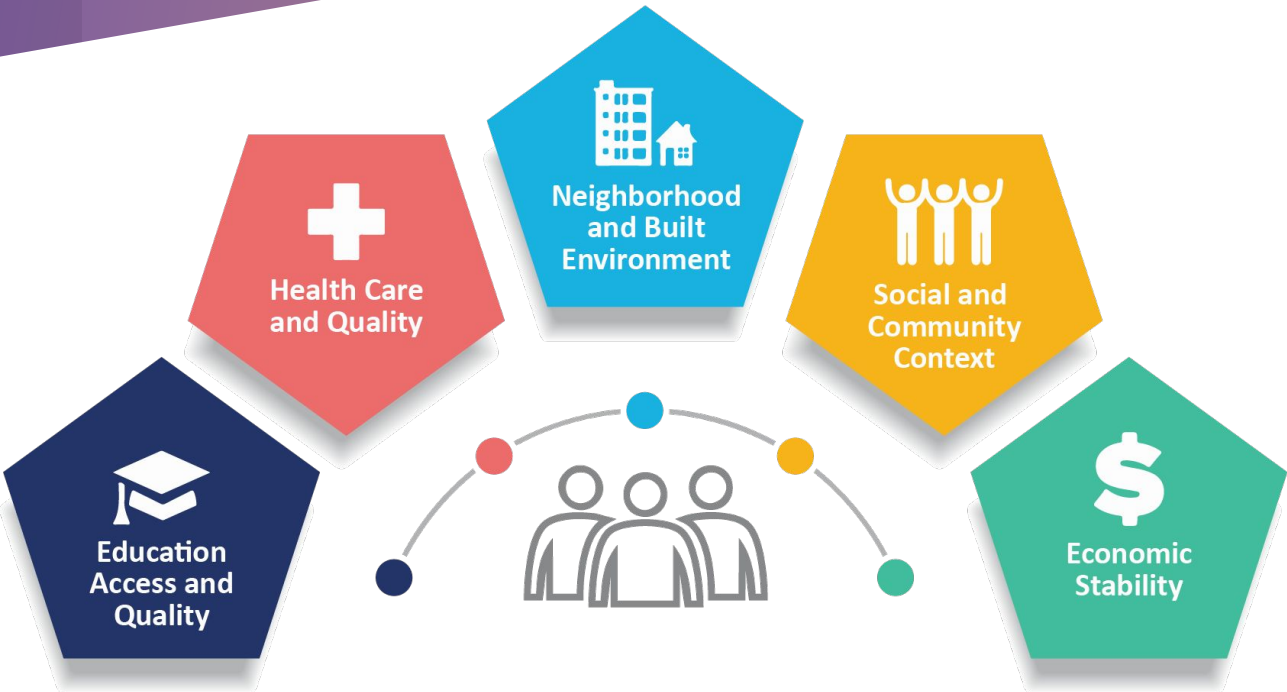 Neighborhood
and Built
Environment
Health Care
and Quality
Social and
Community
Context
Education
Access and
Quality
$
Economic
Stability